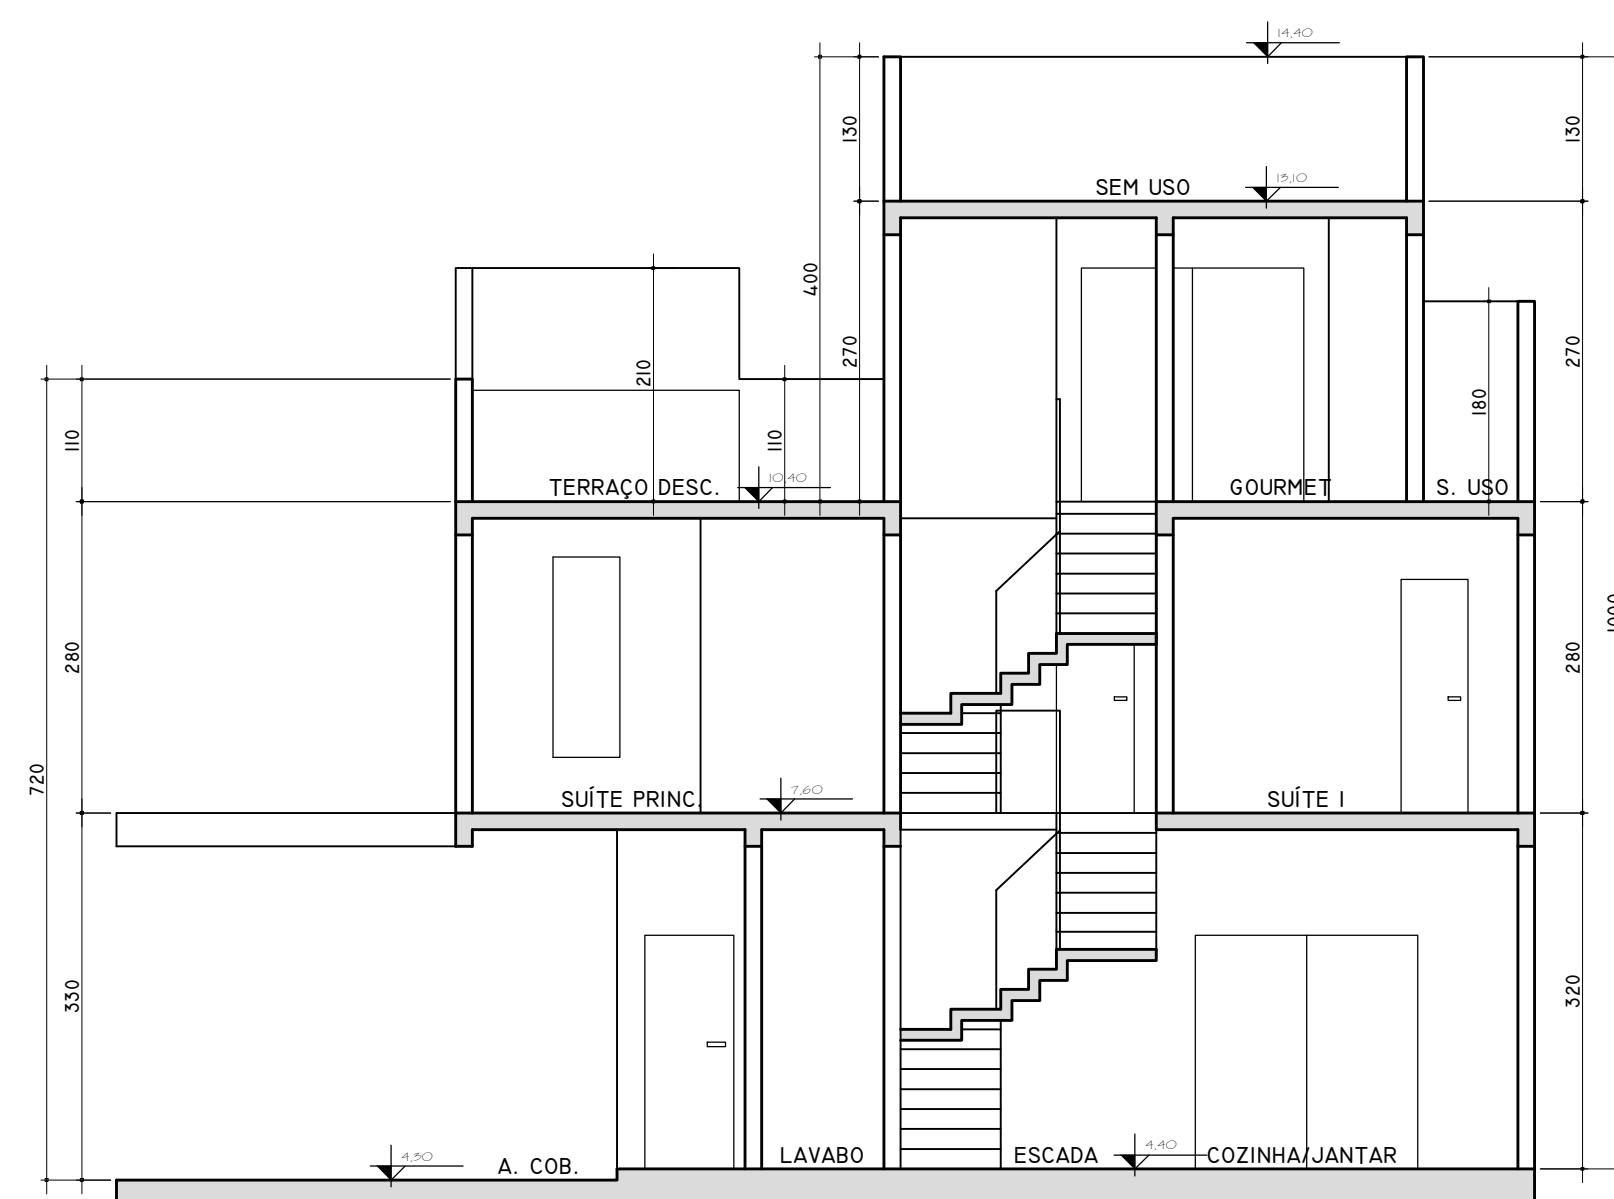 14,40
130
130
SEM USO
13,10
400
270
270
210
180
110
110
TERRAÇO DESC.
10,40
GOURMET
S. USO
1000
280
280
720
SUÍTE PRINC.
7,60
SUÍTE I
330
320
4,30
A. COB.
LAVABO
ESCADA
4,40
COZINHA/JANTAR